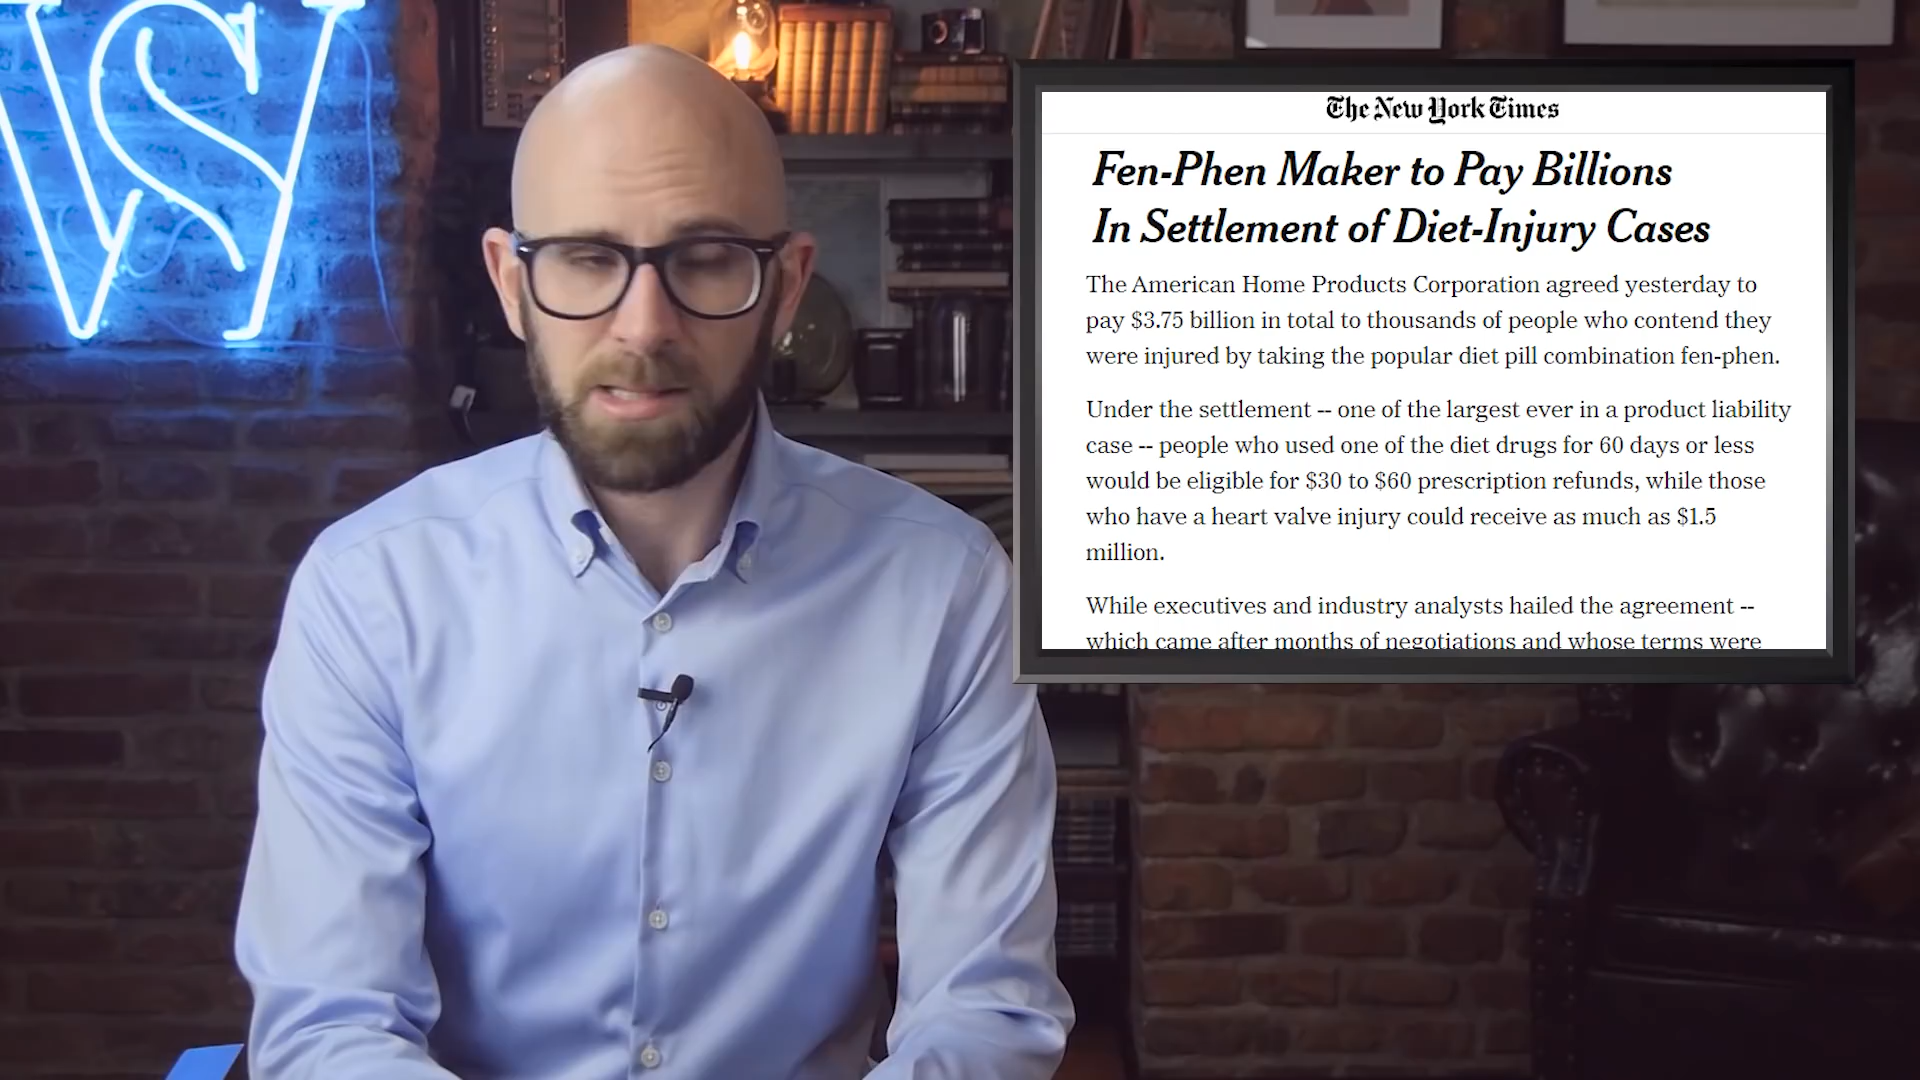 VS
The New York Times
Fen-Phen Maker to Pay Billions
In Settlement of Diet-Injury Cases
The American Home Products Corporation agreed yesterday to
pay $3.75 billion in total to thousands of people who contend they
were injured by taking the popular diet pill combination fen-phen.
Under the settlement -- one of the largest ever in a product liability
case -- people who used one of the diet drugs for 60 days or less
would be eligible for $30 to $60 prescription refunds, while those
who have a heart valve injury could receive as much as $1.5
million.
While executives and industry analysts hailed the agreement --
which came after months of negotiations and whose terms were